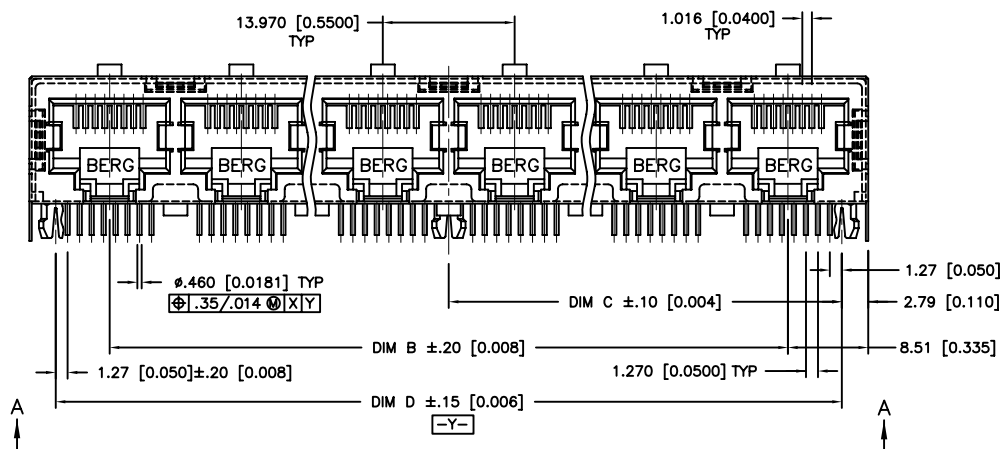 13.970 [0.5500]
TYP
1.016 [0.0400]
TYP
BERG BERG BERG BERG BERG BERG
ø.460 [0.0181] TYP
⌖ .35/.014 Ⓜ X Y
1.27 [0.050]
DIM C ±.10 [0.004]
2.79 [0.110]
DIM B ±.20 [0.008]
8.51 [0.335]
1.27 [0.050]±.20 [0.008]
1.270 [0.0500] TYP
DIM D ±.15 [0.006]
-Y-
A A